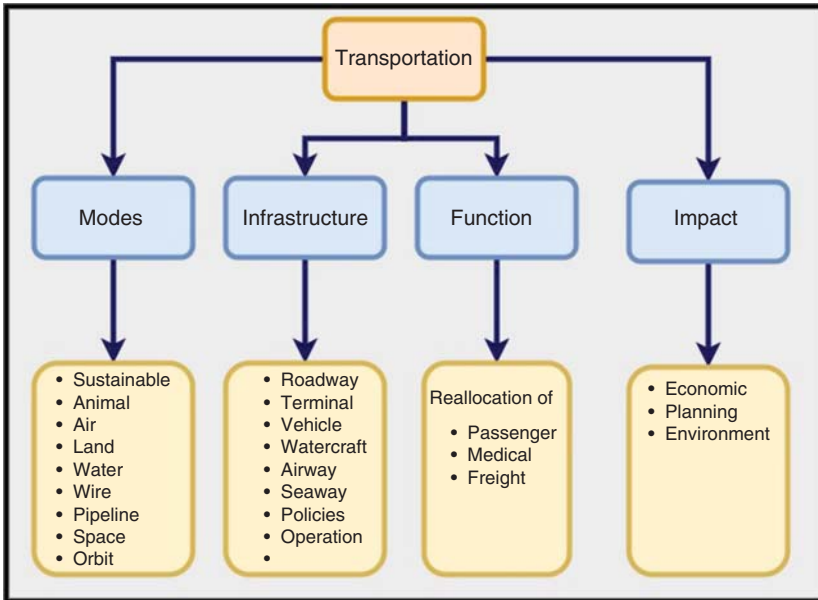 Transportation
Modes
Infrastructure
Function
Impact
• Sustainable
• Animal
• Air
• Land
• Water
• Wire
• Pipeline
• Space
• Orbit
• Roadway
• Terminal
• Vehicle
• Watercraft
• Airway
• Seaway
• Policies
• Operation
•
Reallocation of
• Passenger
• Medical
• Freight
• Economic
• Planning
• Environment